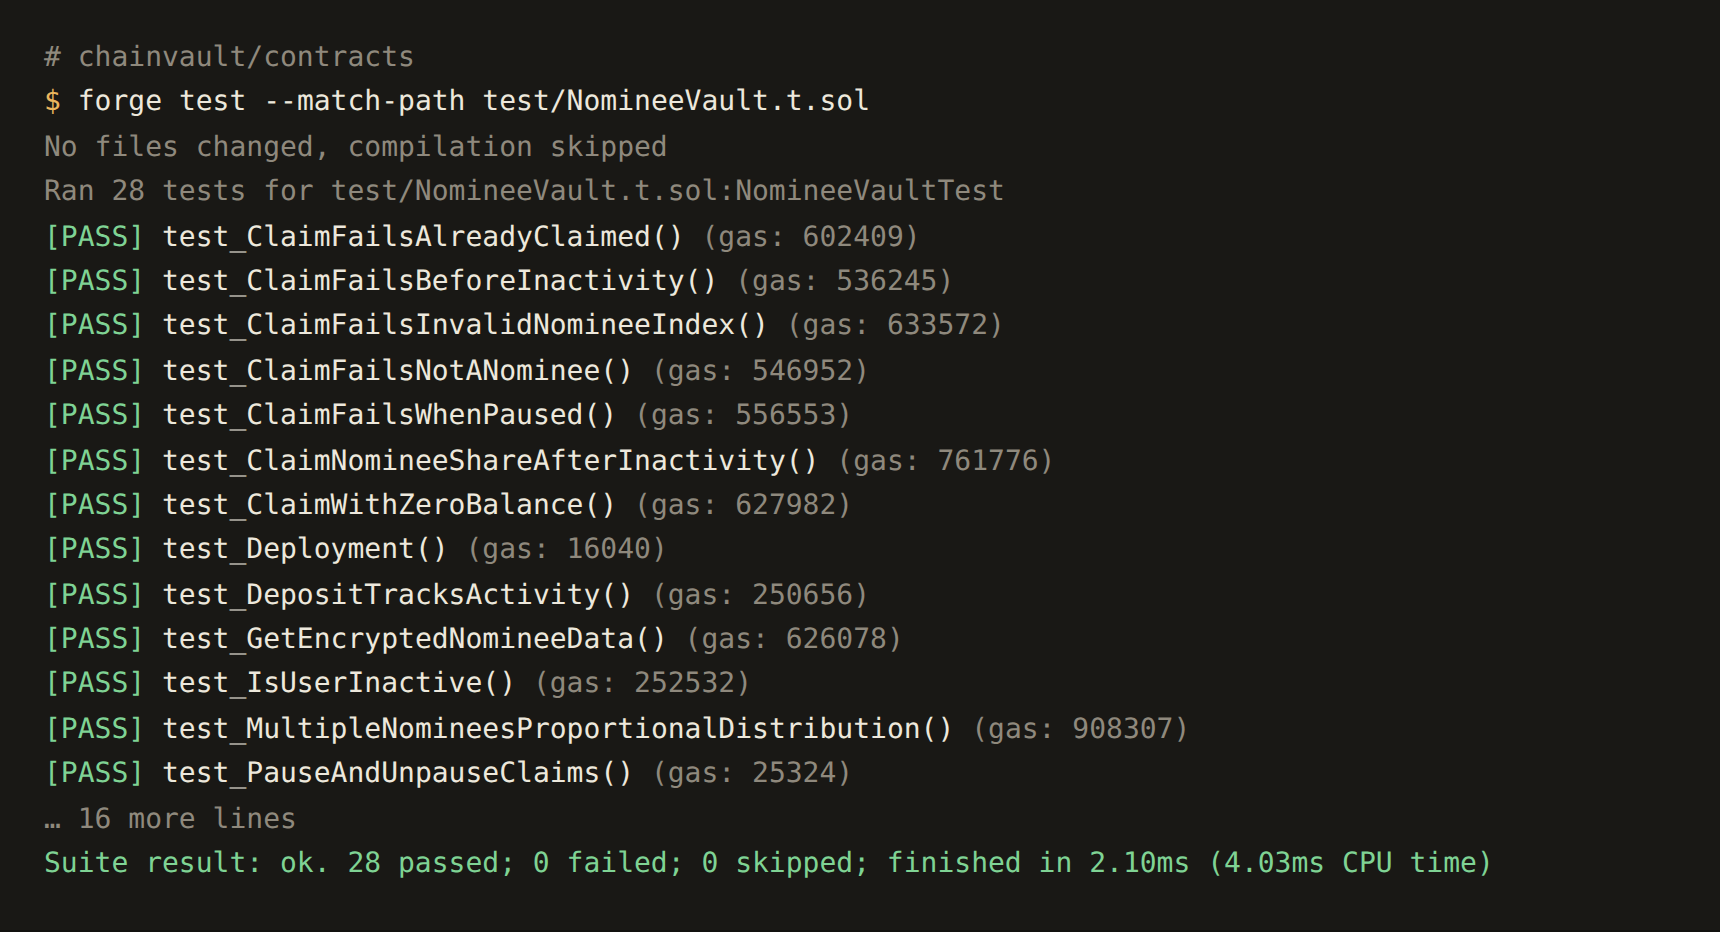 # chainvault/contracts
$ forge test --match-path test/NomineeVault.t.sol
No files changed, compilation skipped
Ran 28 tests for test/NomineeVault.t.sol:NomineeVaultTest
[PASS] test_ClaimFailsAlreadyClaimed() (gas: 602409)
[PASS] test_ClaimFailsBeforeInactivity() (gas: 536245)
[PASS] test_ClaimFailsInvalidNomineeIndex() (gas: 633572)
[PASS] test_ClaimFailsNotANominee() (gas: 546952)
[PASS] test_ClaimFailsWhenPaused() (gas: 556553)
[PASS] test_ClaimNomineeShareAfterInactivity() (gas: 761776)
[PASS] test_ClaimWithZeroBalance() (gas: 627982)
[PASS] test_Deployment() (gas: 16040)
[PASS] test_DepositTracksActivity() (gas: 250656)
[PASS] test_GetEncryptedNomineeData() (gas: 626078)
[PASS] test_IsUserInactive() (gas: 252532)
[PASS] test_MultipleNomineesProportionalDistribution() (gas: 908307)
[PASS] test_PauseAndUnpauseClaims() (gas: 25324)
… 16 more lines
Suite result: ok. 28 passed; 0 failed; 0 skipped; finished in 2.10ms (4.03ms CPU time)